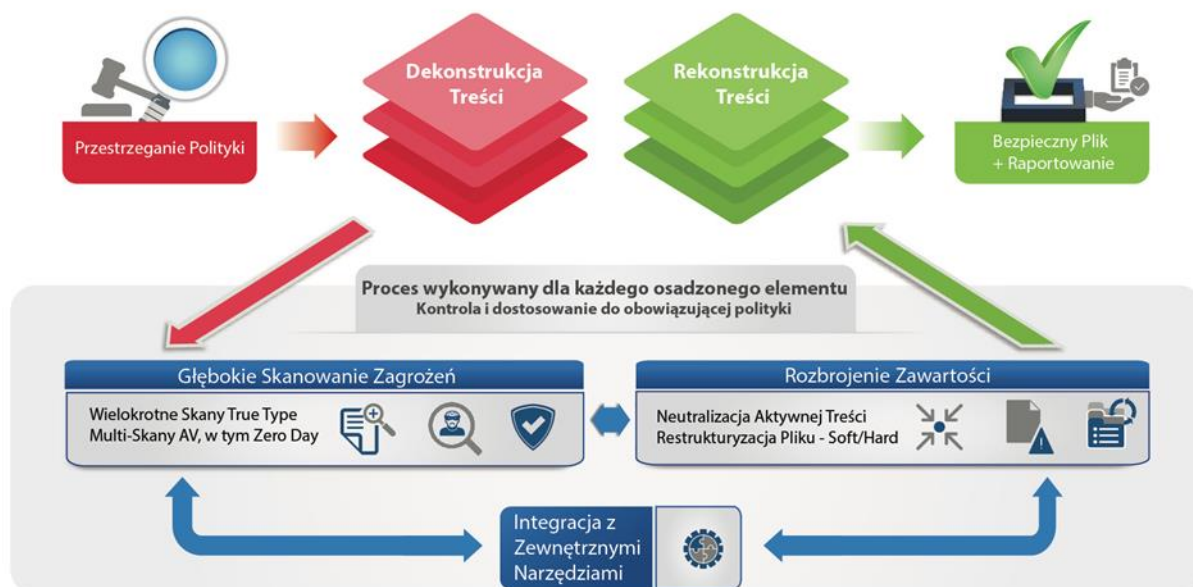 Przestrzeganie Polityki
Dekonstrukcja
Treści
Rekonstrukcja
Treści
Bezpieczny Plik
+ Raportowanie
Proces wykonywany dla każdego osadzonego elementu
Kontrola i dostosowanie do obowiązującej polityki
Głębokie Skanowanie Zagrożeń
Wielokrotne Skany True Type
Multi-Skany AV, w tym Zero Day
Rozbrojenie Zawartości
Neutralizacja Aktywnej Treści
Restrukturyzacja Pliku - Soft/Hard
Integracja z
Zewnętrznymi
Narzędziami